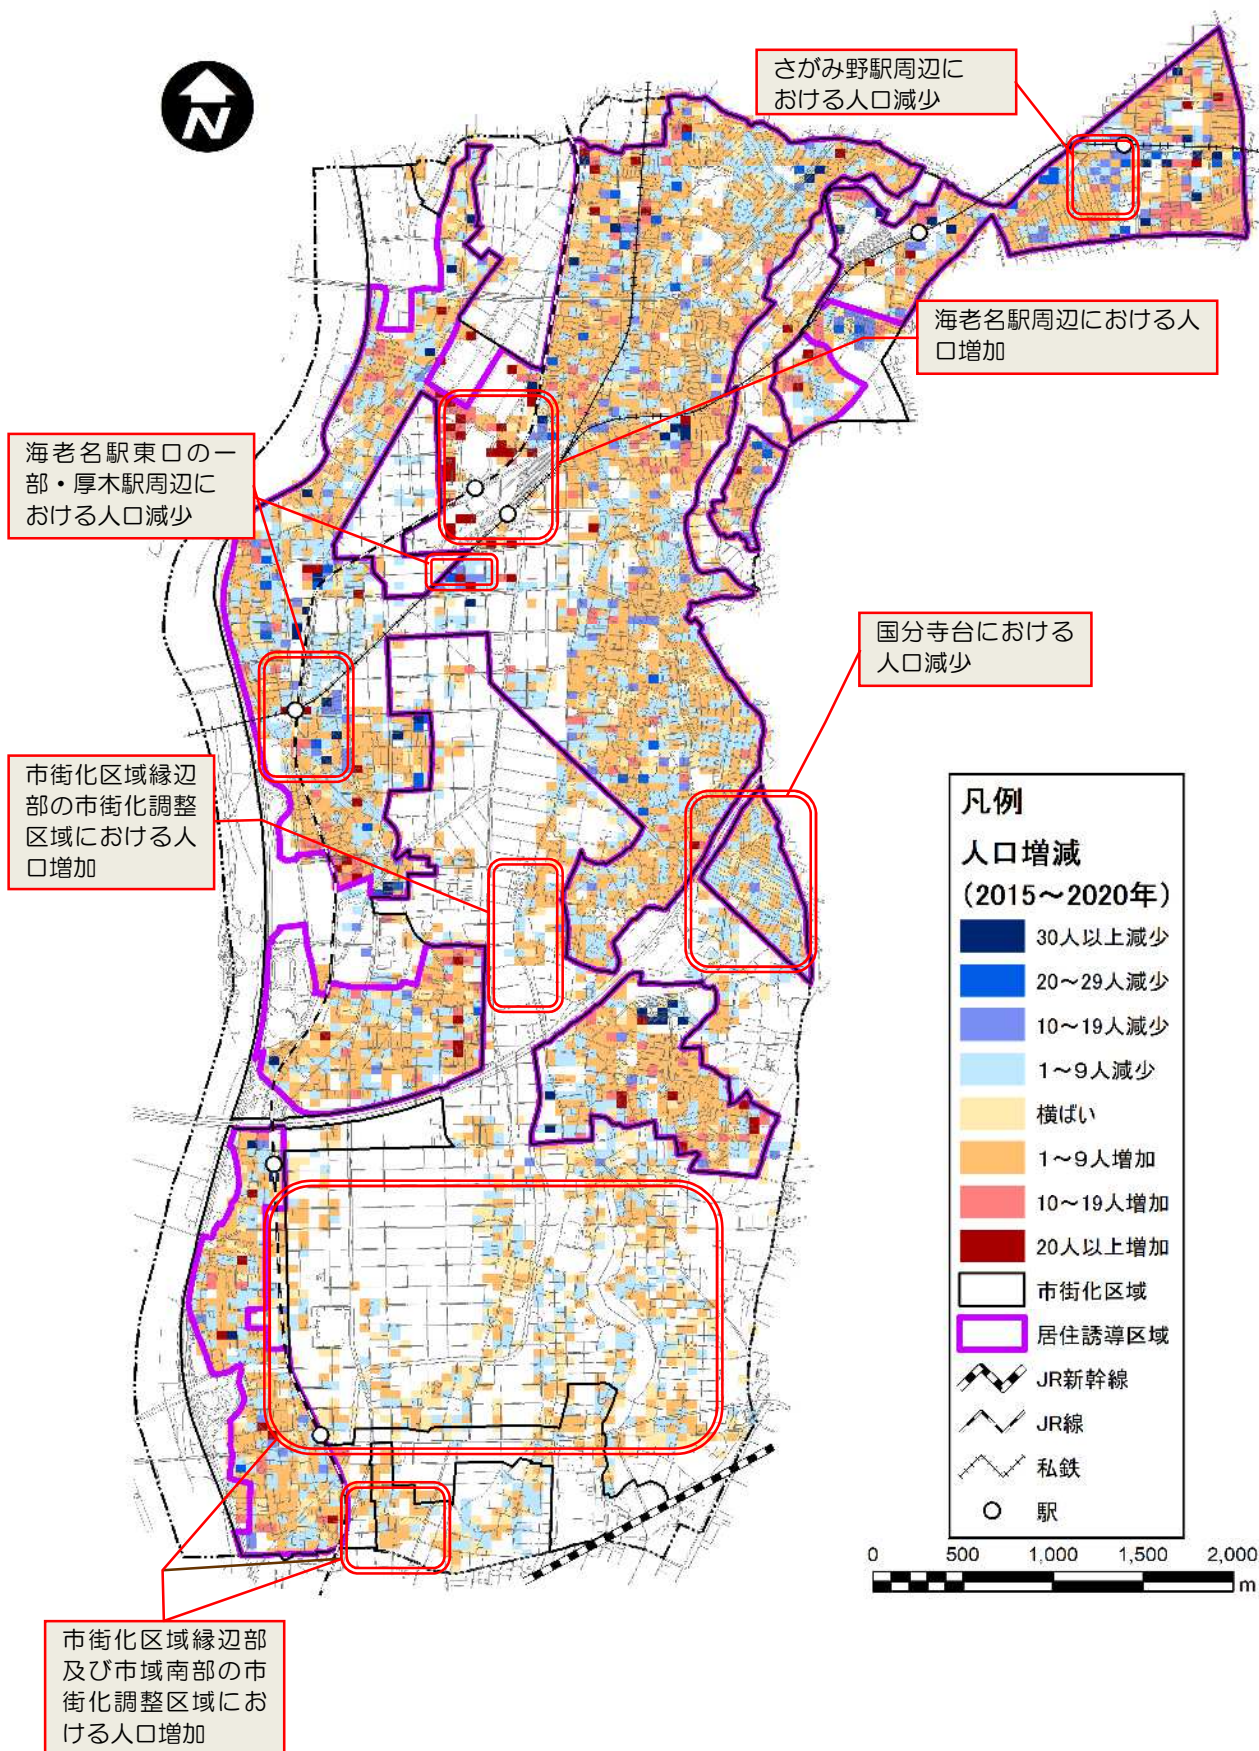 N
さがみ野駅周辺に
おける人口減少
海老名駅周辺における人
口増加
海老名駅東口の一
部・厚木駅周辺に
おける人口減少
国分寺台における
人口減少
市街化区域縁辺
部の市街化調整
区域における人
口増加
凡例
人口増減
(2015～2020年)
30人以上減少
20～29人減少
10～19人減少
1～9人減少
横ばい
1～9人増加
10～19人増加
20人以上増加
市街化区域
居住誘導区域
JR新幹線
JR線
私鉄
駅
0 500 1,000 1,500 2,000
m
市街化区域縁辺部
及び市域南部の市
街化調整区域にお
ける人口増加